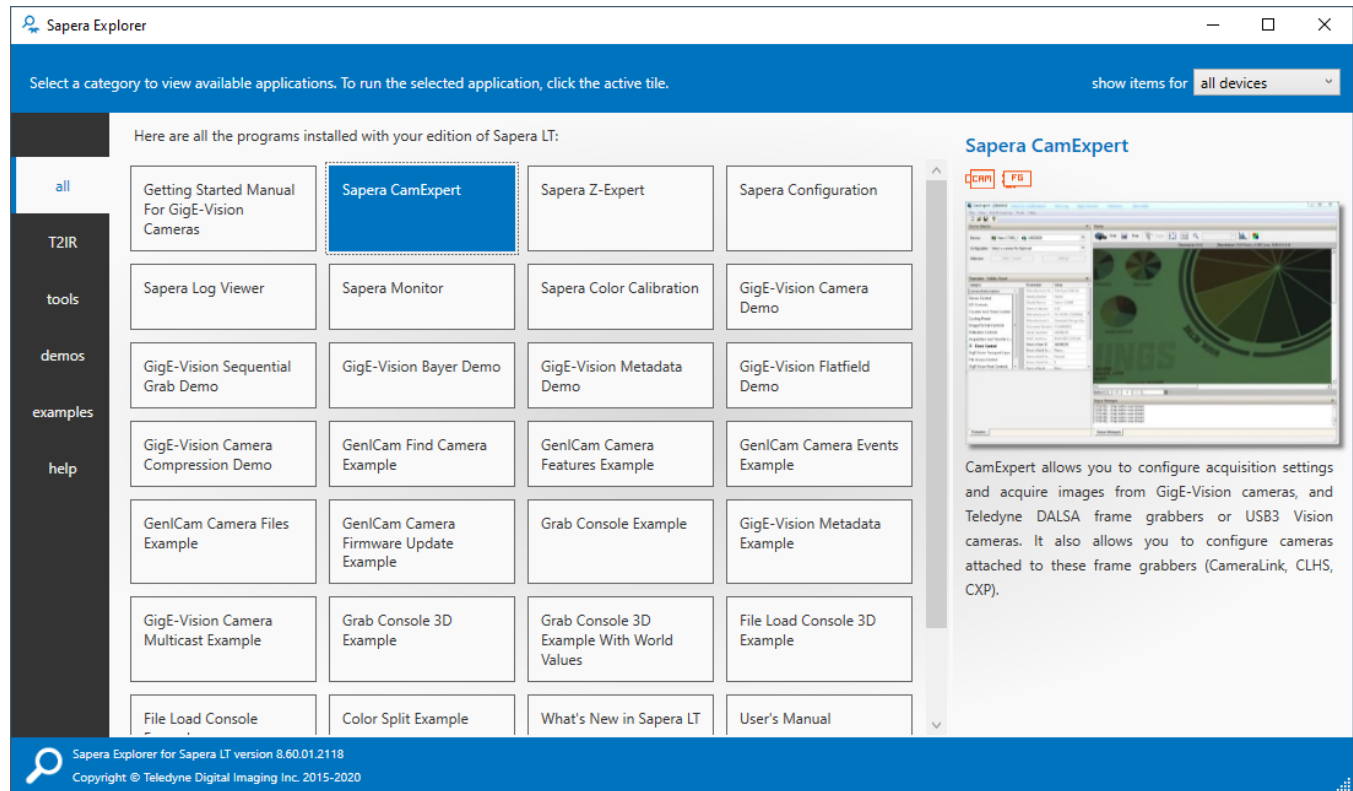 Sapera Explorer
Select a category to view available applications. To run the selected application, click the active tile.
show items for
all devices
all
T2IR
tools
demos
examples
help
Here are all the programs installed with your edition of Sapera LT:
Getting Started Manual
For GigE-Vision
Cameras
Sapera CamExpert
Sapera Z-Expert
Sapera Configuration
Sapera Log Viewer
Sapera Monitor
Sapera Color Calibration
GigE-Vision Camera
Demo
GigE-Vision Sequential
Grab Demo
GigE-Vision Bayer Demo
GigE-Vision Metadata
Demo
GigE-Vision Flatfield
Demo
GigE-Vision Camera
Compression Demo
GenICam Find Camera
Example
GenICam Camera
Features Example
GenICam Camera Events
Example
GenICam Camera Files
Example
GenICam Camera
Firmware Update
Example
Grab Console Example
GigE-Vision Metadata
Example
GigE-Vision Camera
Multicast Example
Grab Console 3D
Example
Grab Console 3D
Example With World
Values
File Load Console 3D
Example
File Load Console
Color Split Example
What's New in Sapera LT
User's Manual
Sapera CamExpert
CAM
FG
CamExpert allows you to configure acquisition settings
and acquire images from GigE-Vision cameras, and
Teledyne DALSA frame grabbers or USB3 Vision
cameras. It also allows you to configure cameras
attached to these frame grabbers (CameraLink, CLHS,
CXP).
Sapera Explorer for Sapera LT version 8.60.01.2118
Copyright © Teledyne Digital Imaging Inc. 2015-2020